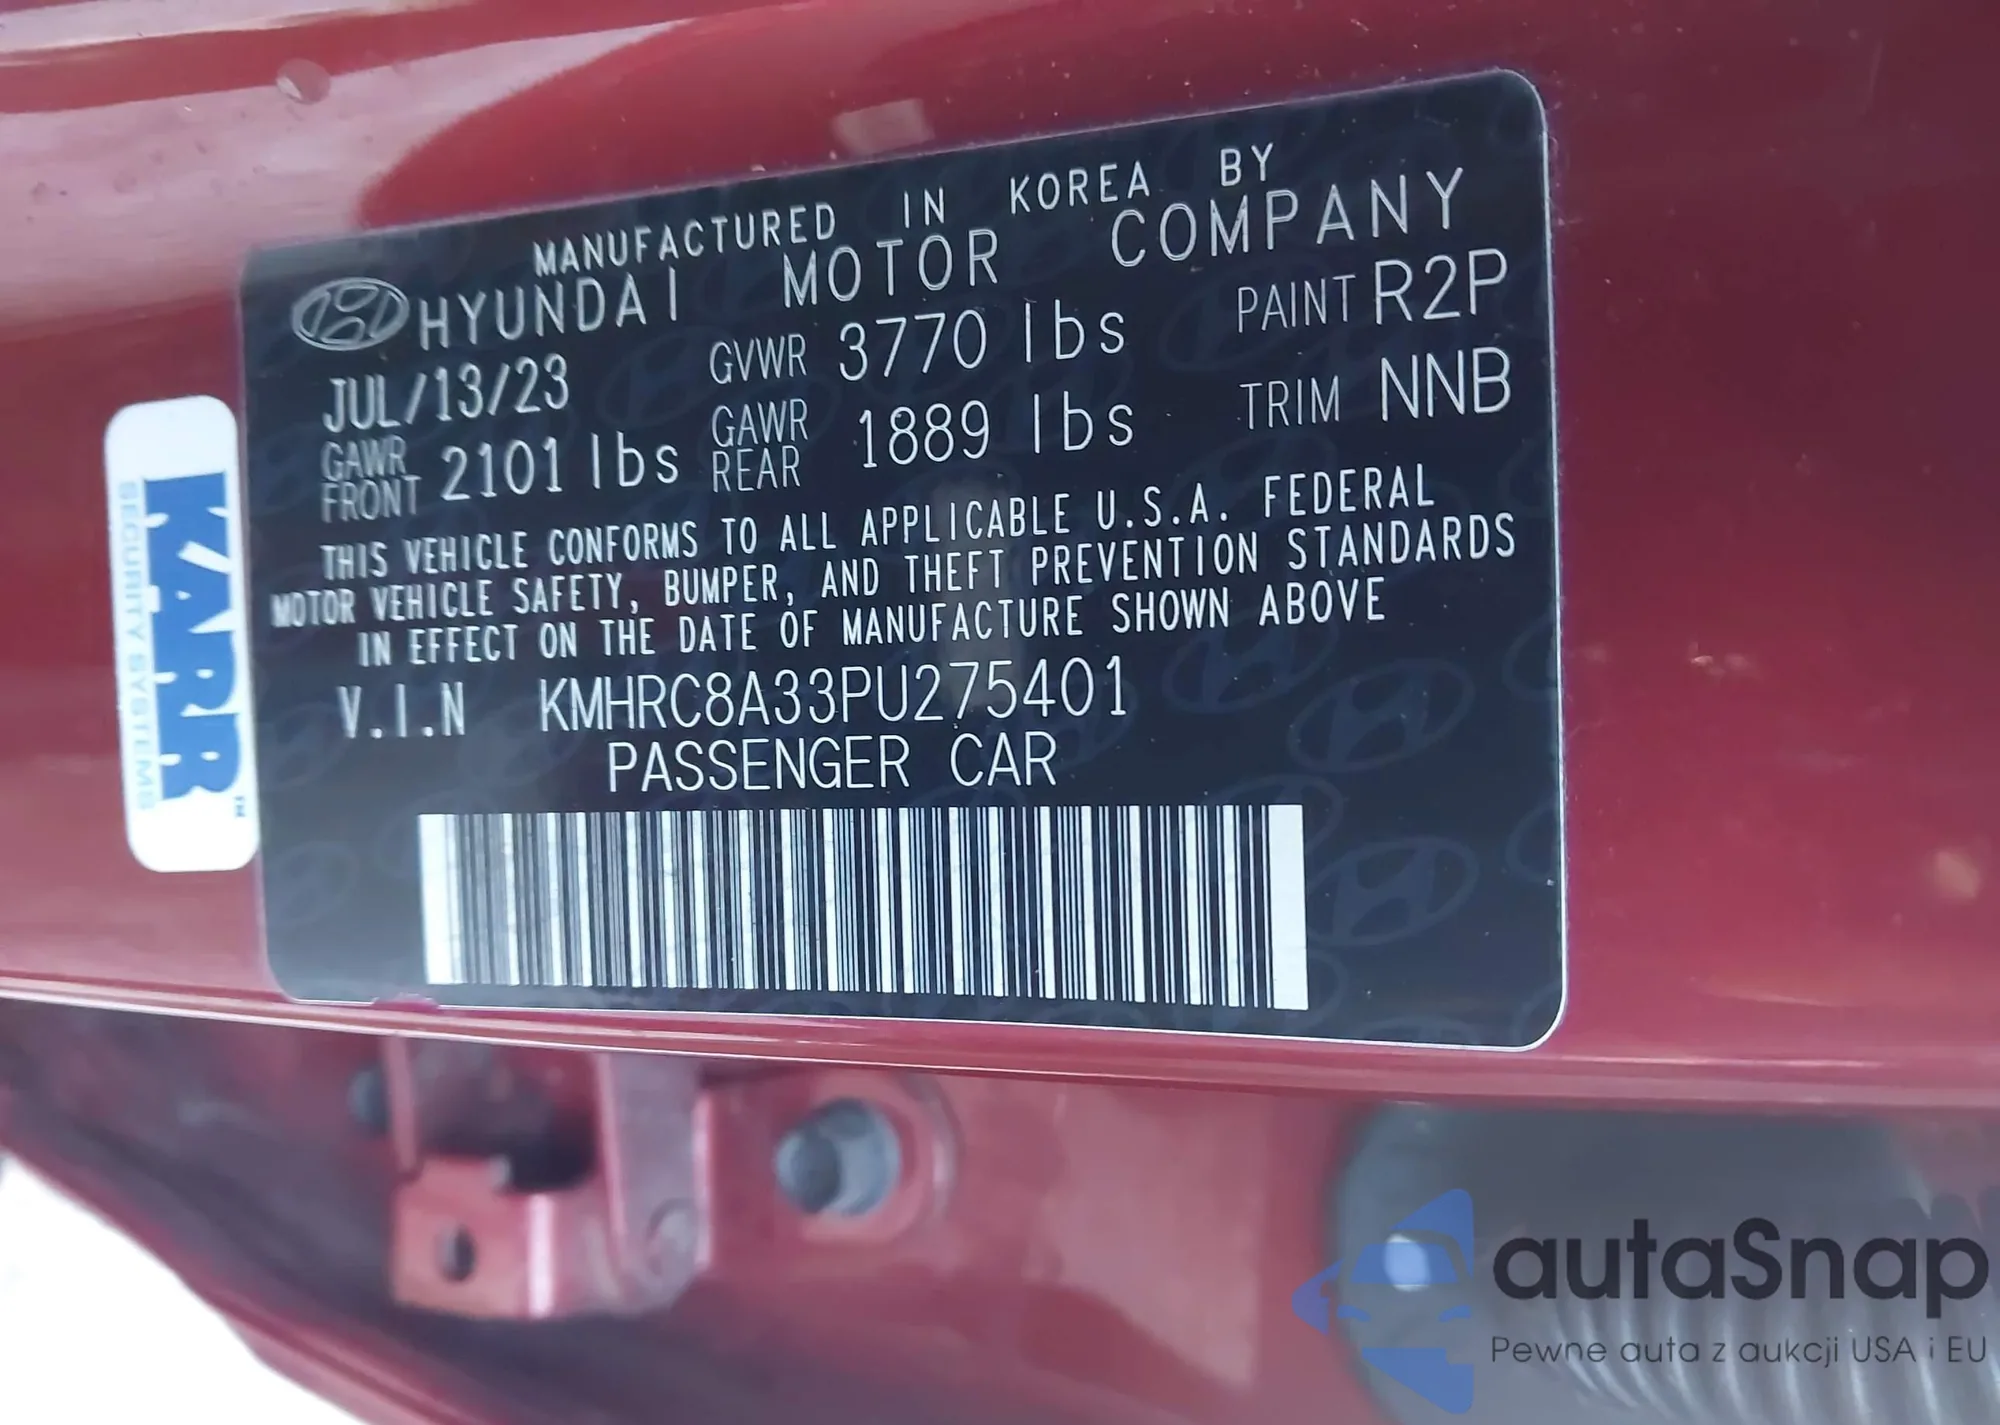 MANUFACTURED IN KOREA BY
HYUNDAI MOTOR COMPANY
JUL/13/23 GVWR 3770 lbs PAINT R2P
GAWR FRONT 2101 lbs GAWR REAR 1889 lbs TRIM NNB
THIS VEHICLE CONFORMS TO ALL APPLICABLE U.S.A. FEDERAL
MOTOR VEHICLE SAFETY, BUMPER, AND THEFT PREVENTION STANDARDS
IN EFFECT ON THE DATE OF MANUFACTURE SHOWN ABOVE
V.I.N KMHRC8A33PU275401
PASSENGER CAR
KARR™
SECURITY SYSTEMS
autaSnap
Pewne auta z aukcji USA i EU